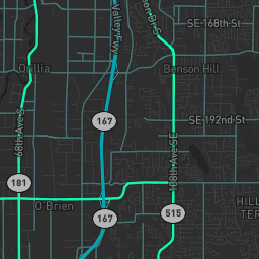 SE 168th St
Valley Fwy
Orillia
Benson Hill
68th Ave S
167
SE 192nd St
108th Ave SE
181
O'Brien
167
515
HILL
TER